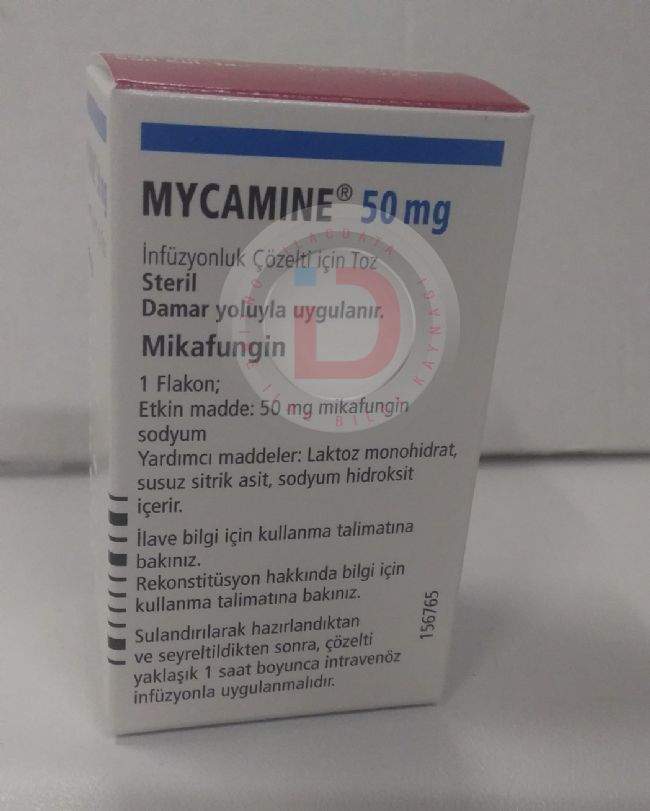 MYCAMINE® 50 mg
İnfüzyonluk Çözelti için Toz
Steril
Damar yoluyla uygulanır.
Mikafungin
1 Flakon;
Etkin madde: 50 mg mikafungin
sodyum
Yardımcı maddeler: Laktoz monohidrat,
susuz sitrik asit, sodyum hidroksit
içerir.
İlave bilgi için kullanma talimatına
bakınız.
Rekonstitüsyon hakkında bilgi için
kullanma talimatına bakınız.
Sulandırılarak hazırlandıktan
ve seyreltildikten sonra, çözelti
yaklaşık 1 saat boyunca intravenöz
infüzyonla uygulanmalıdır.
156765